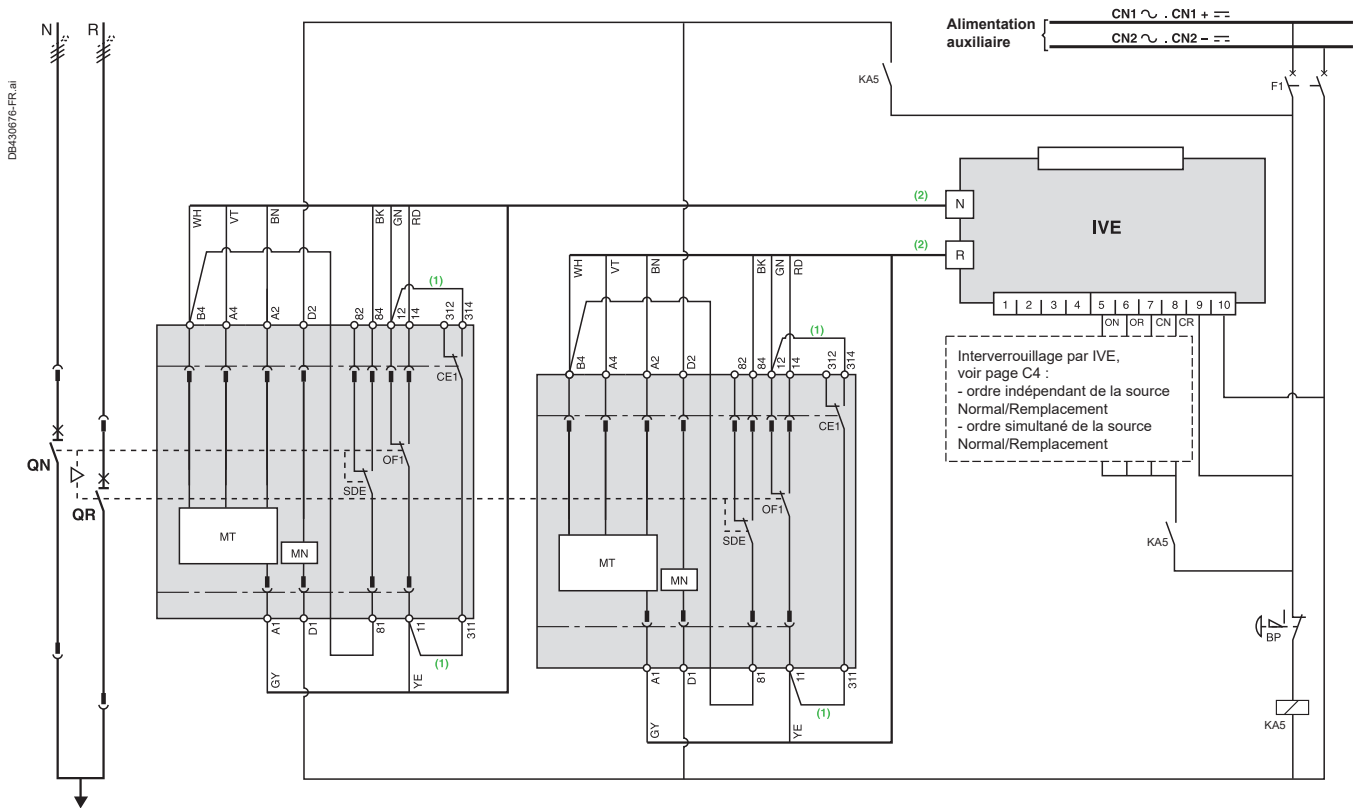 N
R
DB430676-FR.ai
Alimentation
auxiliaire
CN1 ∿ . CN1 + ⎓
CN2 ∿ . CN2 – ⎓
KA5
F1
(2)
N
(2)
R
IVE
1 2 3 4 5 6 7 8 9 10
ON OR CN CR
Interverrouillage par IVE,
voir page C4 :
- ordre indépendant de la source
Normal/Remplacement
- ordre simultané de la source
Normal/Remplacement
KA5
BP
KA5
WH VT BN BK GN RD
(1)
B4 A4 A2 D2 82 84 12 14 312 314
CE1
OF1
SDE
MT
MN
A1 D1 81 11 311
(1)
GY YE
WH VT BN BK GN RD
(1)
B4 A4 A2 D2 82 84 12 14 312 314
CE1
OF1
SDE
MT
MN
A1 D1 81 11 311
(1)
GY YE
QN
QR